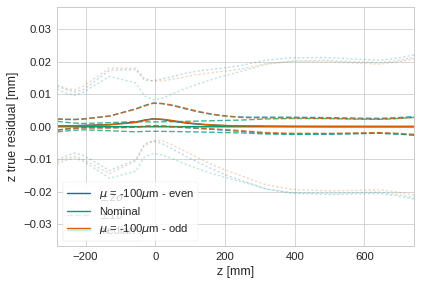 0.03
0.02
0.01
0.00
−0.01
−0.02
−0.03
z true residual [mm]
μ = -100μm - even
Nominal
μ = -100μm - odd
−200
0
200
400
600
z [mm]